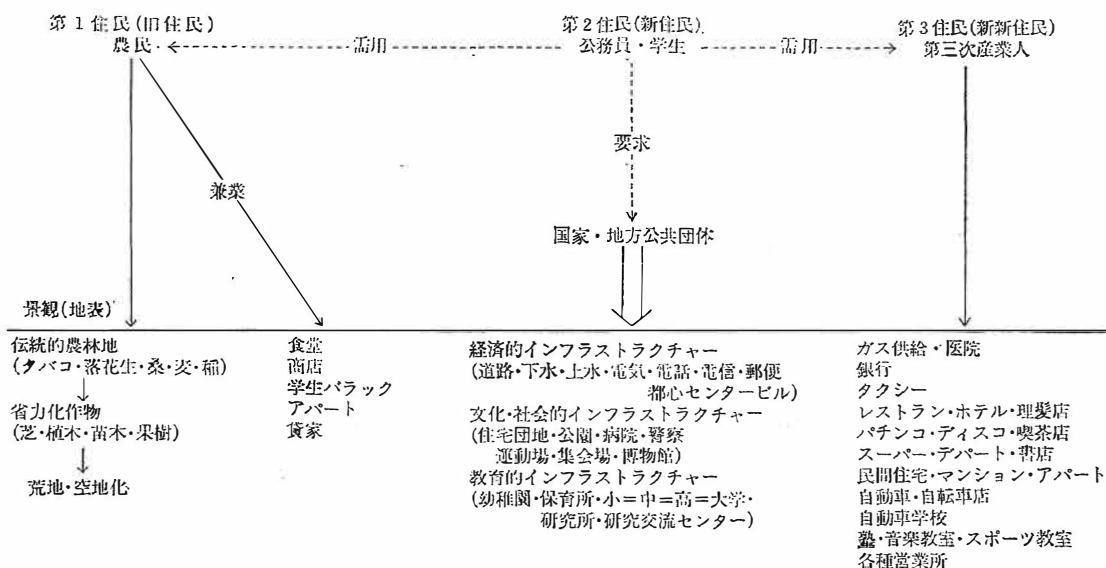 第1住民(旧住民)
農民
需用
第2住民(新住民)
公務員・学生
需用
第3住民(新新住民)
第三次産業人
要求
兼業
国家・地方公共団体
景観(地表)
伝統的農林地
(タバコ・落花生・桑・麦・稲)
省力化作物
(芝・植木・苗木・果樹)
荒地・空地化
食堂
商店
学生バラック
アパート
貸家
経済的インフラストラクチャー
(道路・下水・上水・電気・電話・電信・郵便
都心センタービル)
文化・社会的インフラストラクチャー
(住宅団地・公園・病院・警察
運動場・集会場・博物館)
教育的インフラストラクチャー
(幼稚園・保育所・小=中=高=大学・
研究所・研究交流センター)
ガス供給・医院
銀行
タクシー
レストラン・ホテル・理髪店
パチンコ・ディスコ・喫茶店
スーパー・デパート・書店
民間住宅・マンション・アパート
自動車・自転車店
自動車学校
塾・音楽教室・スポーツ教室
各種営業所